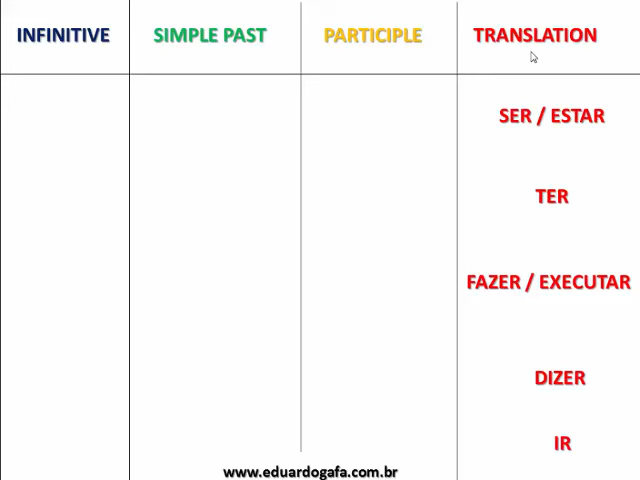 INFINITIVE SIMPLE PAST PARTICIPLE TRANSLATION
SER / ESTAR
TER
FAZER / EXECUTAR
DIZER
IR
www.eduardogafa.com.br